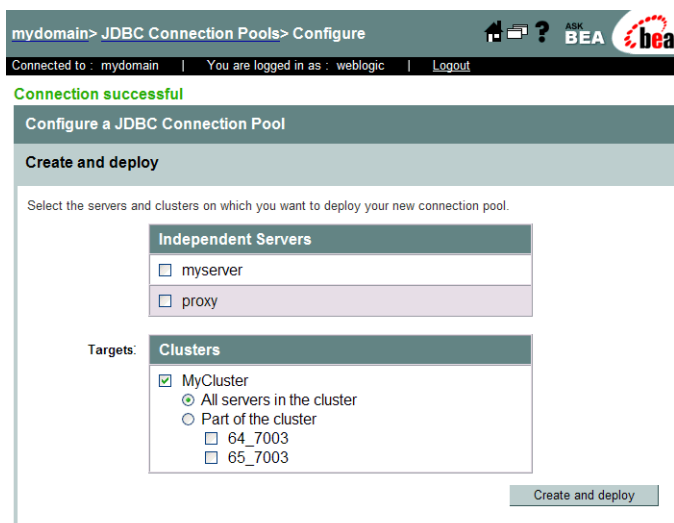 mydomain> JDBC Connection Pools> Configure
? ASK BEA bea
Connected to : mydomain | You are logged in as : weblogic | Logout
Connection successful
Configure a JDBC Connection Pool
Create and deploy
Select the servers and clusters on which you want to deploy your new connection pool.
Independent Servers
myserver
proxy
Targets:
Clusters
MyCluster
All servers in the cluster
Part of the cluster
64_7003
65_7003
Create and deploy